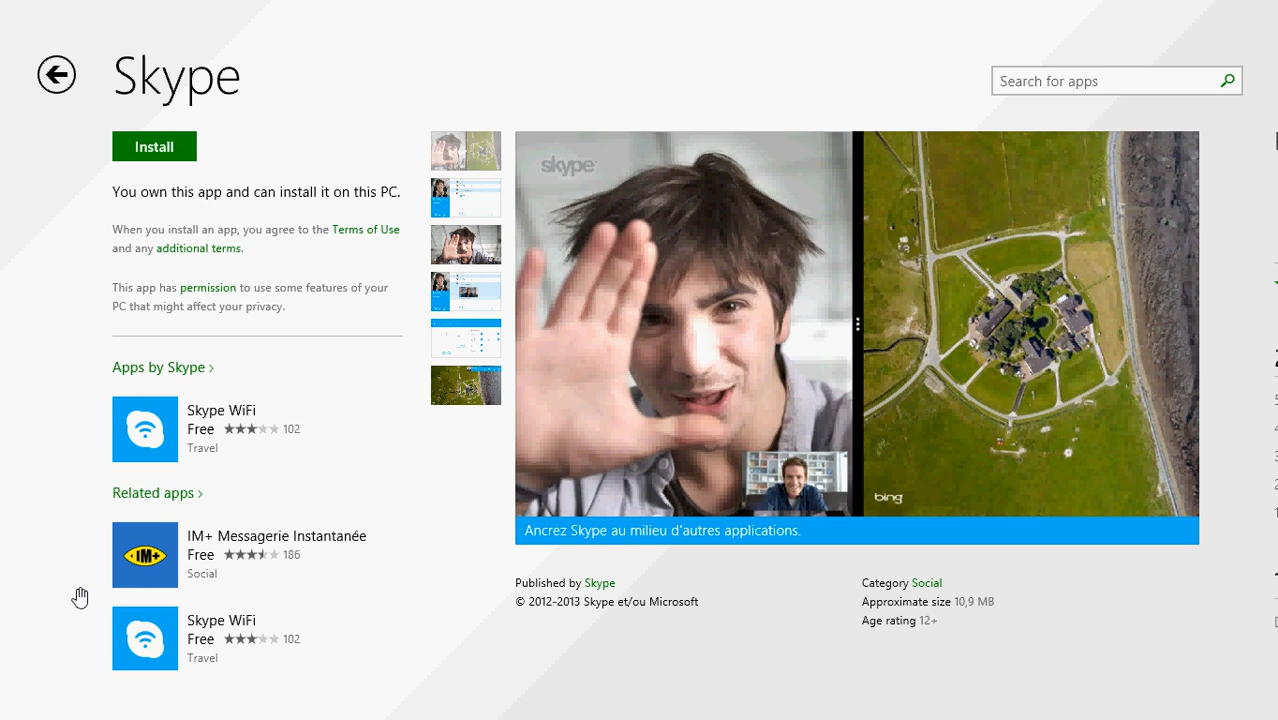 Skype
Search for apps
Install
You own this app and can install it on this PC.
When you install an app, you agree to the Terms of Use
and any additional terms.
This app has permission to use some features of your
PC that might affect your privacy.
Apps by Skype ›
Skype WiFi
Free 102
Travel
Related apps ›
IM+
IM+ Messagerie Instantanée
Free 186
Social
Skype WiFi
Free 102
Travel
skype
bing
Ancrez Skype au milieu d'autres applications.
Published by Skype
© 2012-2013 Skype et/ou Microsoft
Category Social
Approximate size 10,9 MB
Age rating 12+